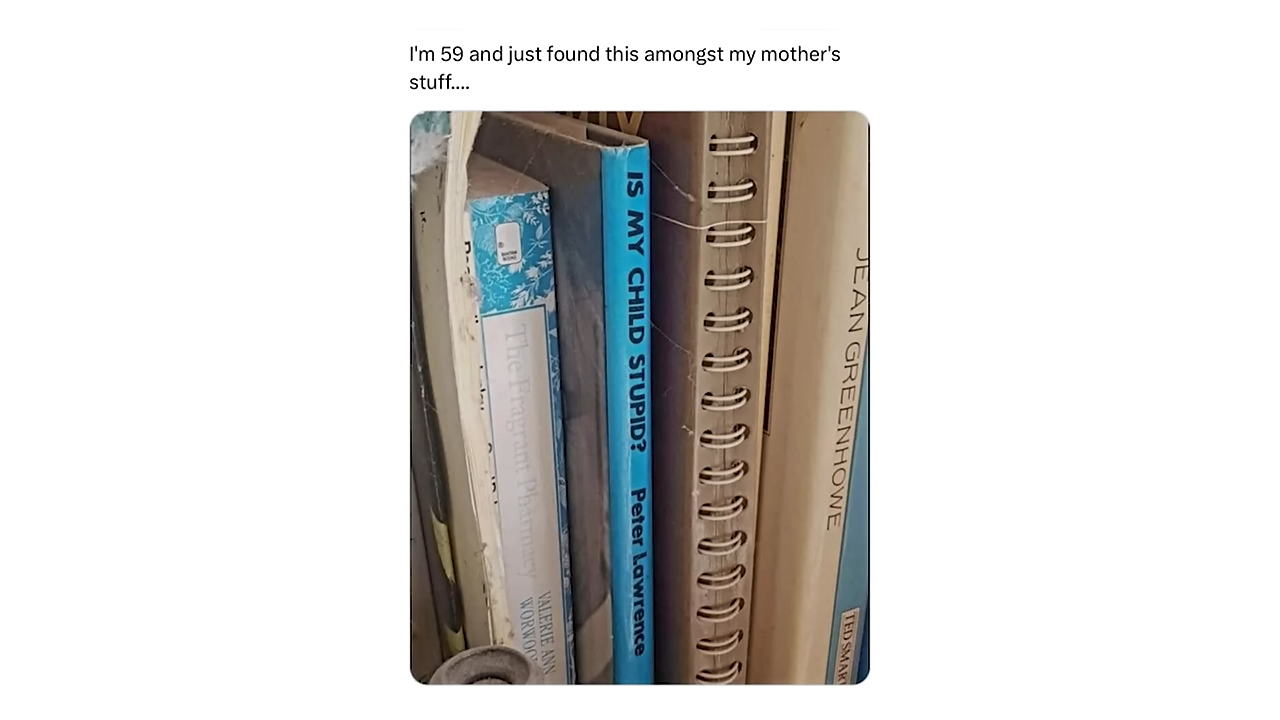 I'm 59 and just found this amongst my mother's
stuff....
The Fragrant Pharmacy
VALERIE ANN
WORWOOD
IS MY CHILD STUPID? Peter Lawrence
JEAN GREENHOWE
TED SMART